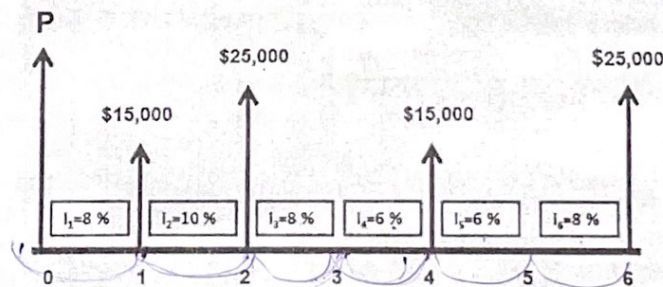 P
$25,000
$25,000
$15,000
$15,000
I₁=8 %
I₂=10 %
I₃=8 %
I₄=6 %
I₅=6 %
I₆=8 %
0 1 2 3 4 5 6